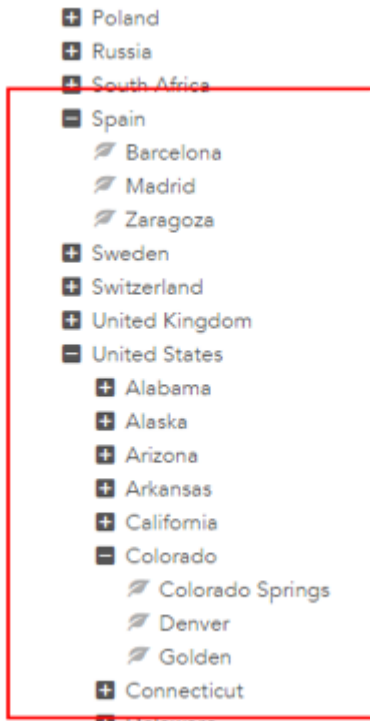 Poland
Russia
South Africa
Spain
Barcelona
Madrid
Zaragoza
Sweden
Switzerland
United Kingdom
United States
Alabama
Alaska
Arizona
Arkansas
California
Colorado
Colorado Springs
Denver
Golden
Connecticut